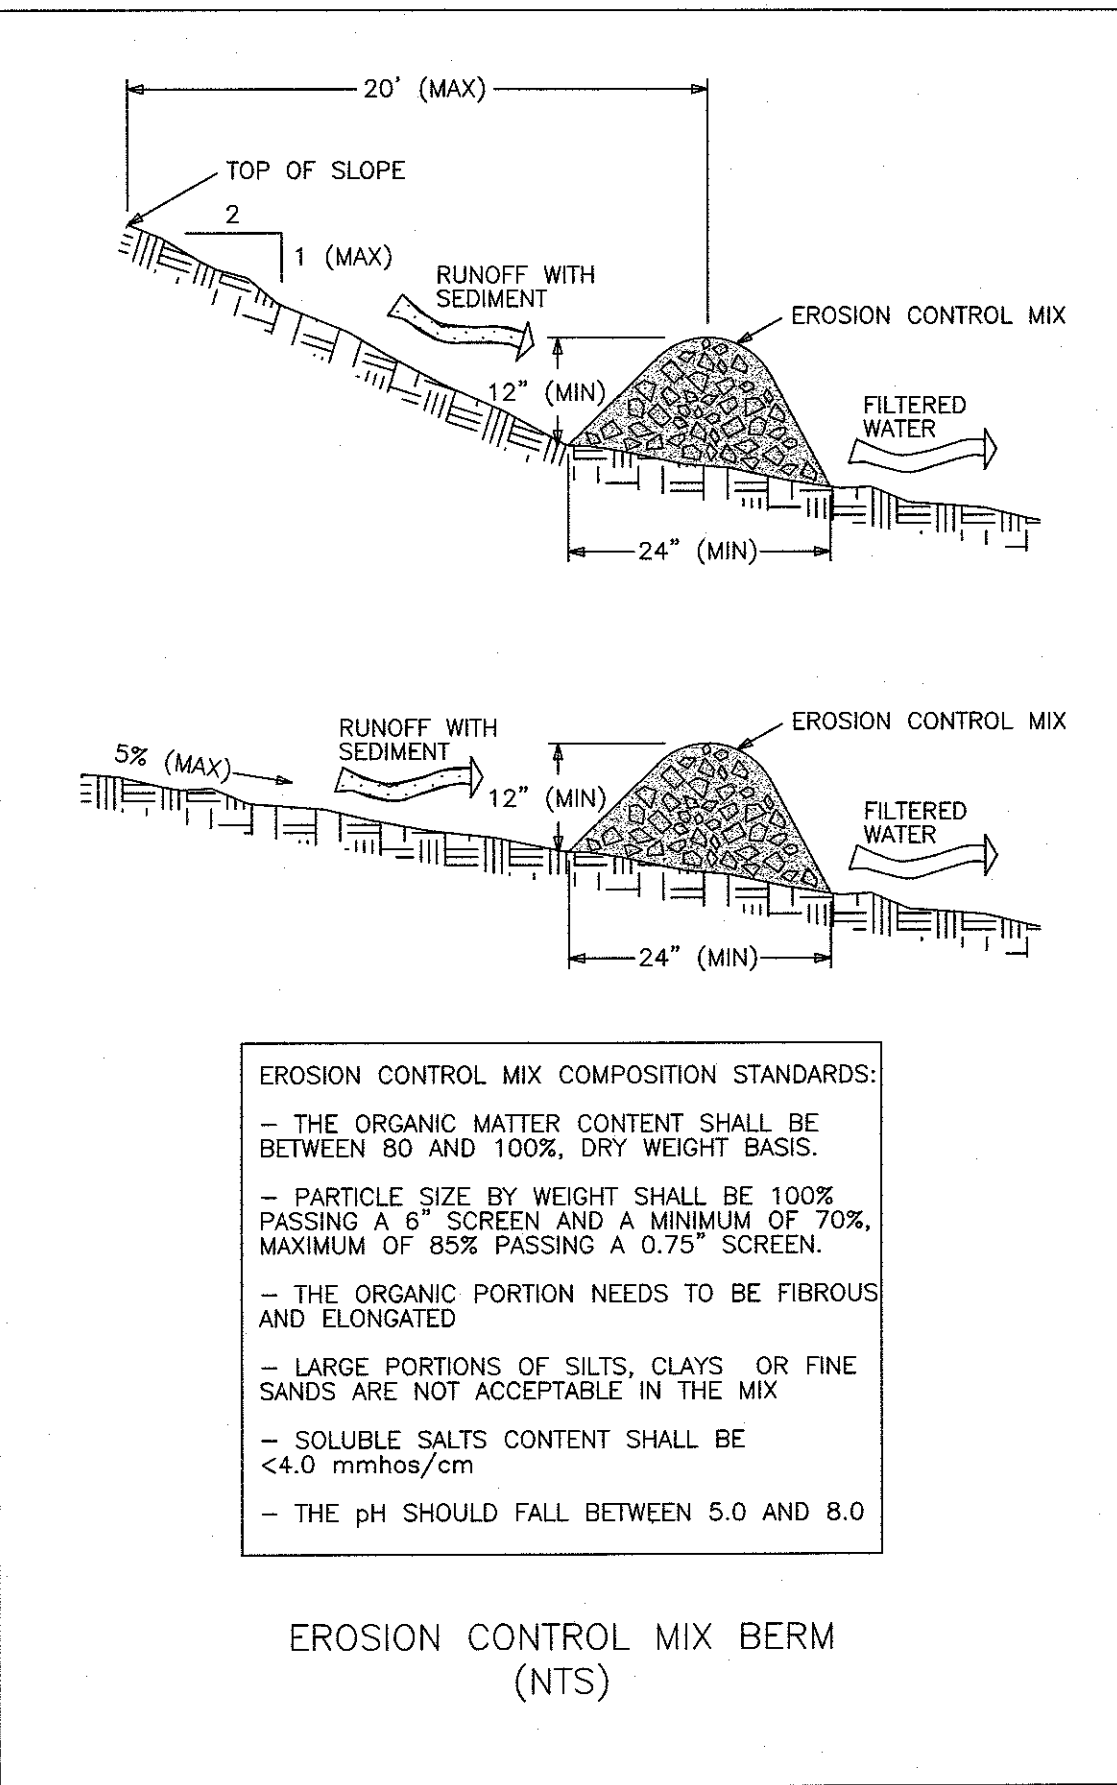 20' (MAX)
TOP OF SLOPE
2
1 (MAX)
RUNOFF WITH
SEDIMENT
EROSION CONTROL MIX
12" (MIN)
FILTERED
WATER
24" (MIN)
RUNOFF WITH
SEDIMENT
EROSION CONTROL MIX
5% (MAX)
12" (MIN)
FILTERED
WATER
24" (MIN)
EROSION CONTROL MIX COMPOSITION STANDARDS:
– THE ORGANIC MATTER CONTENT SHALL BE
BETWEEN 80 AND 100%, DRY WEIGHT BASIS.
– PARTICLE SIZE BY WEIGHT SHALL BE 100%
PASSING A 6" SCREEN AND A MINIMUM OF 70%,
MAXIMUM OF 85% PASSING A 0.75" SCREEN.
– THE ORGANIC PORTION NEEDS TO BE FIBROUS
AND ELONGATED
– LARGE PORTIONS OF SILTS, CLAYS OR FINE
SANDS ARE NOT ACCEPTABLE IN THE MIX
– SOLUBLE SALTS CONTENT SHALL BE
<4.0 mmhos/cm
– THE pH SHOULD FALL BETWEEN 5.0 AND 8.0
EROSION CONTROL MIX BERM
(NTS)